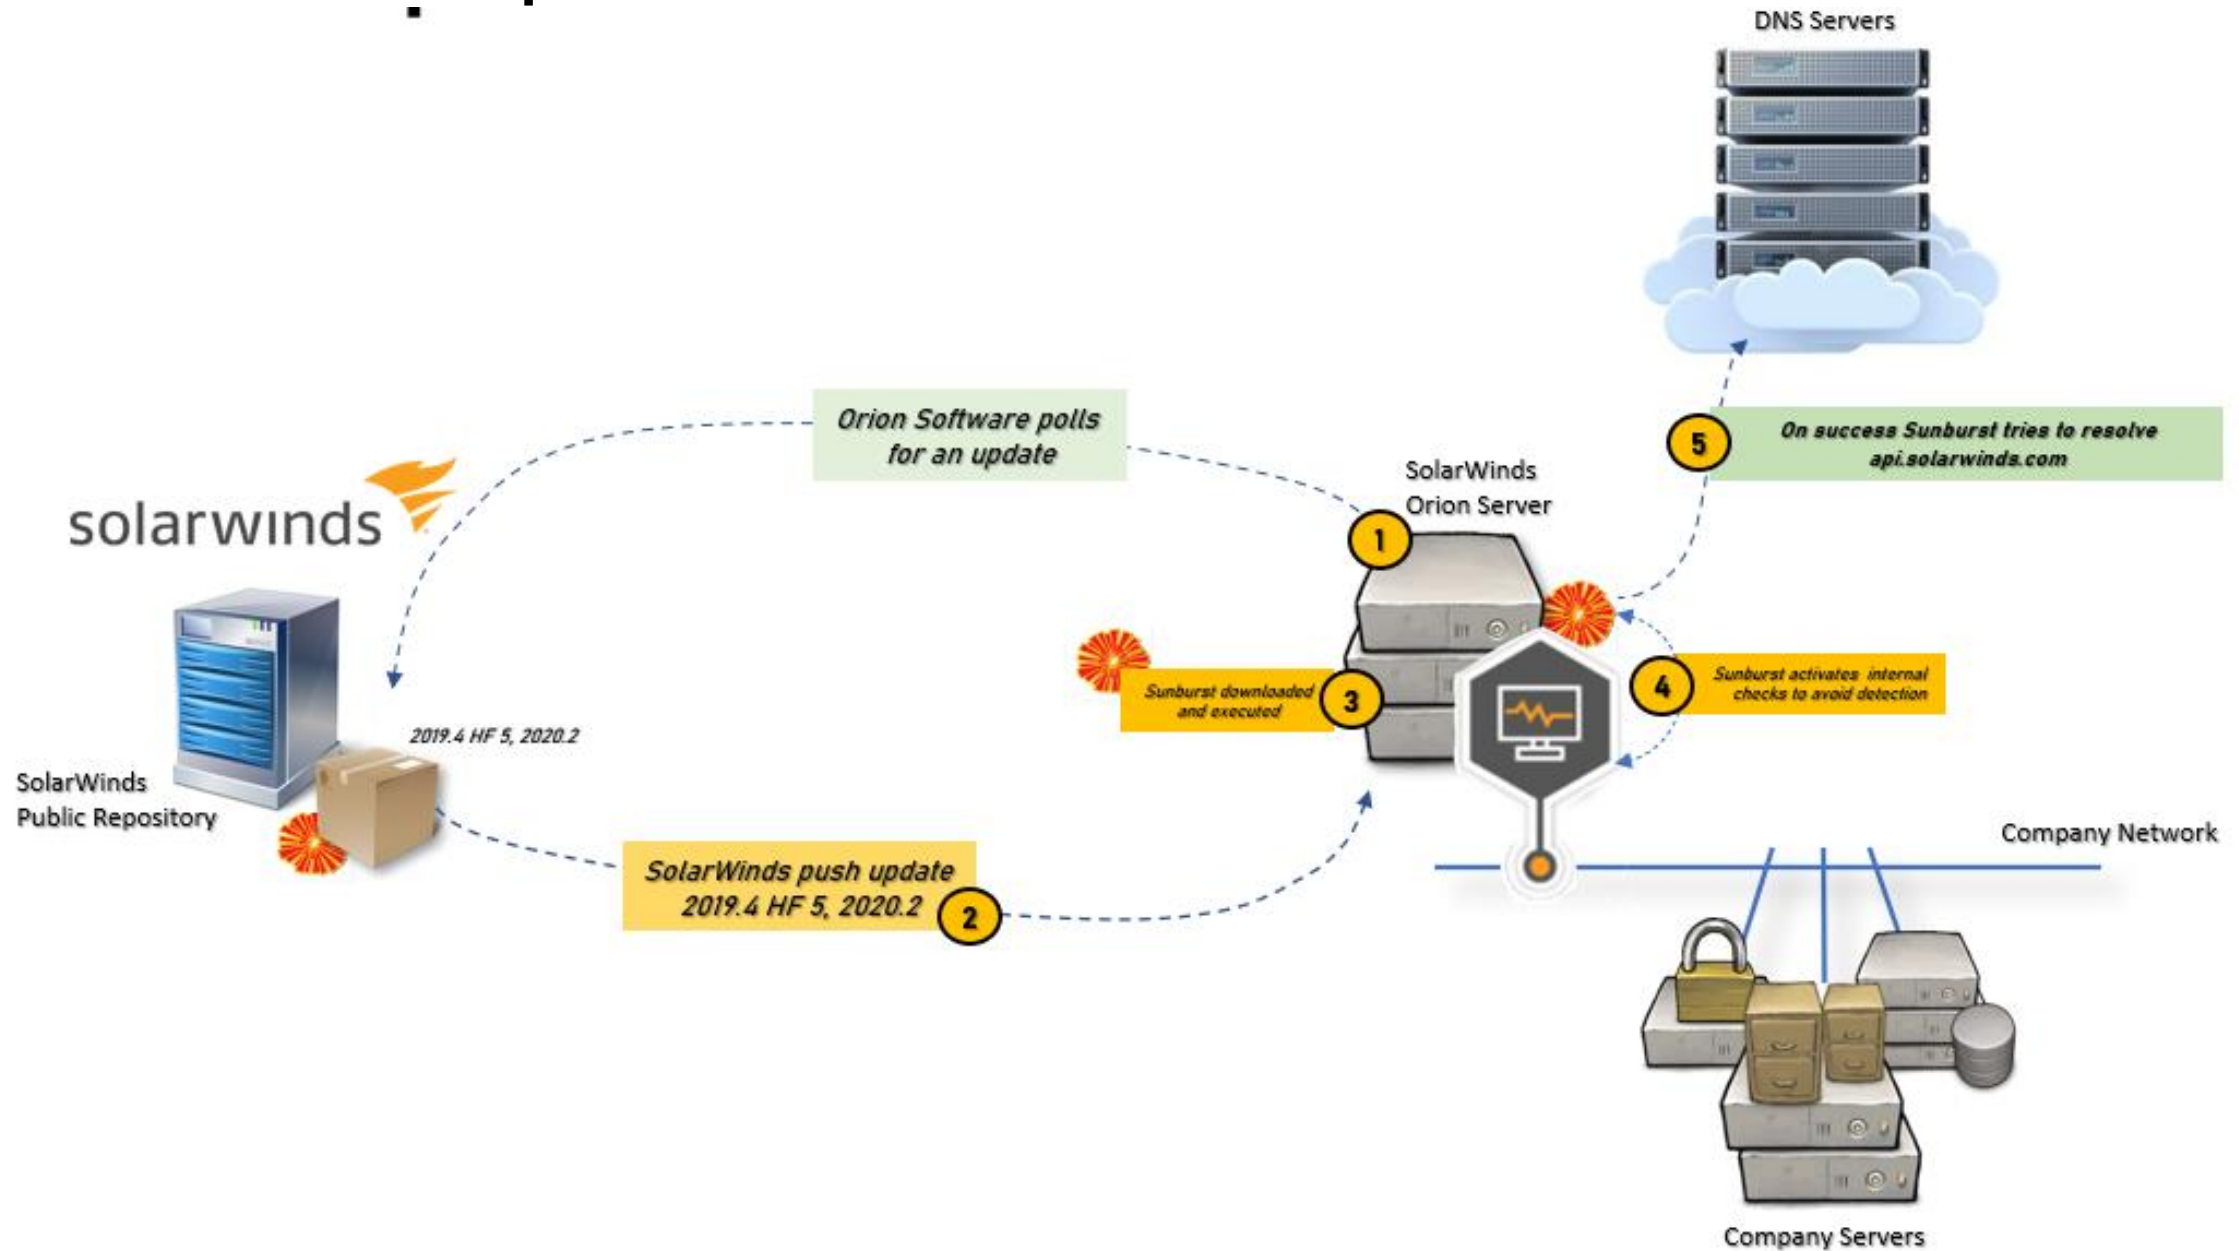 DNS Servers
Orion Software polls
for an update
5
On success Sunburst tries to resolve
api.solarwinds.com
SolarWinds
Orion Server
solarwinds
1
Sunburst downloaded
and executed
3
4
Sunburst activates internal
checks to avoid detection
2019.4 HF 5, 2020.2
SolarWinds
Public Repository
SolarWinds push update
2019.4 HF 5, 2020.2
2
Company Network
Company Servers